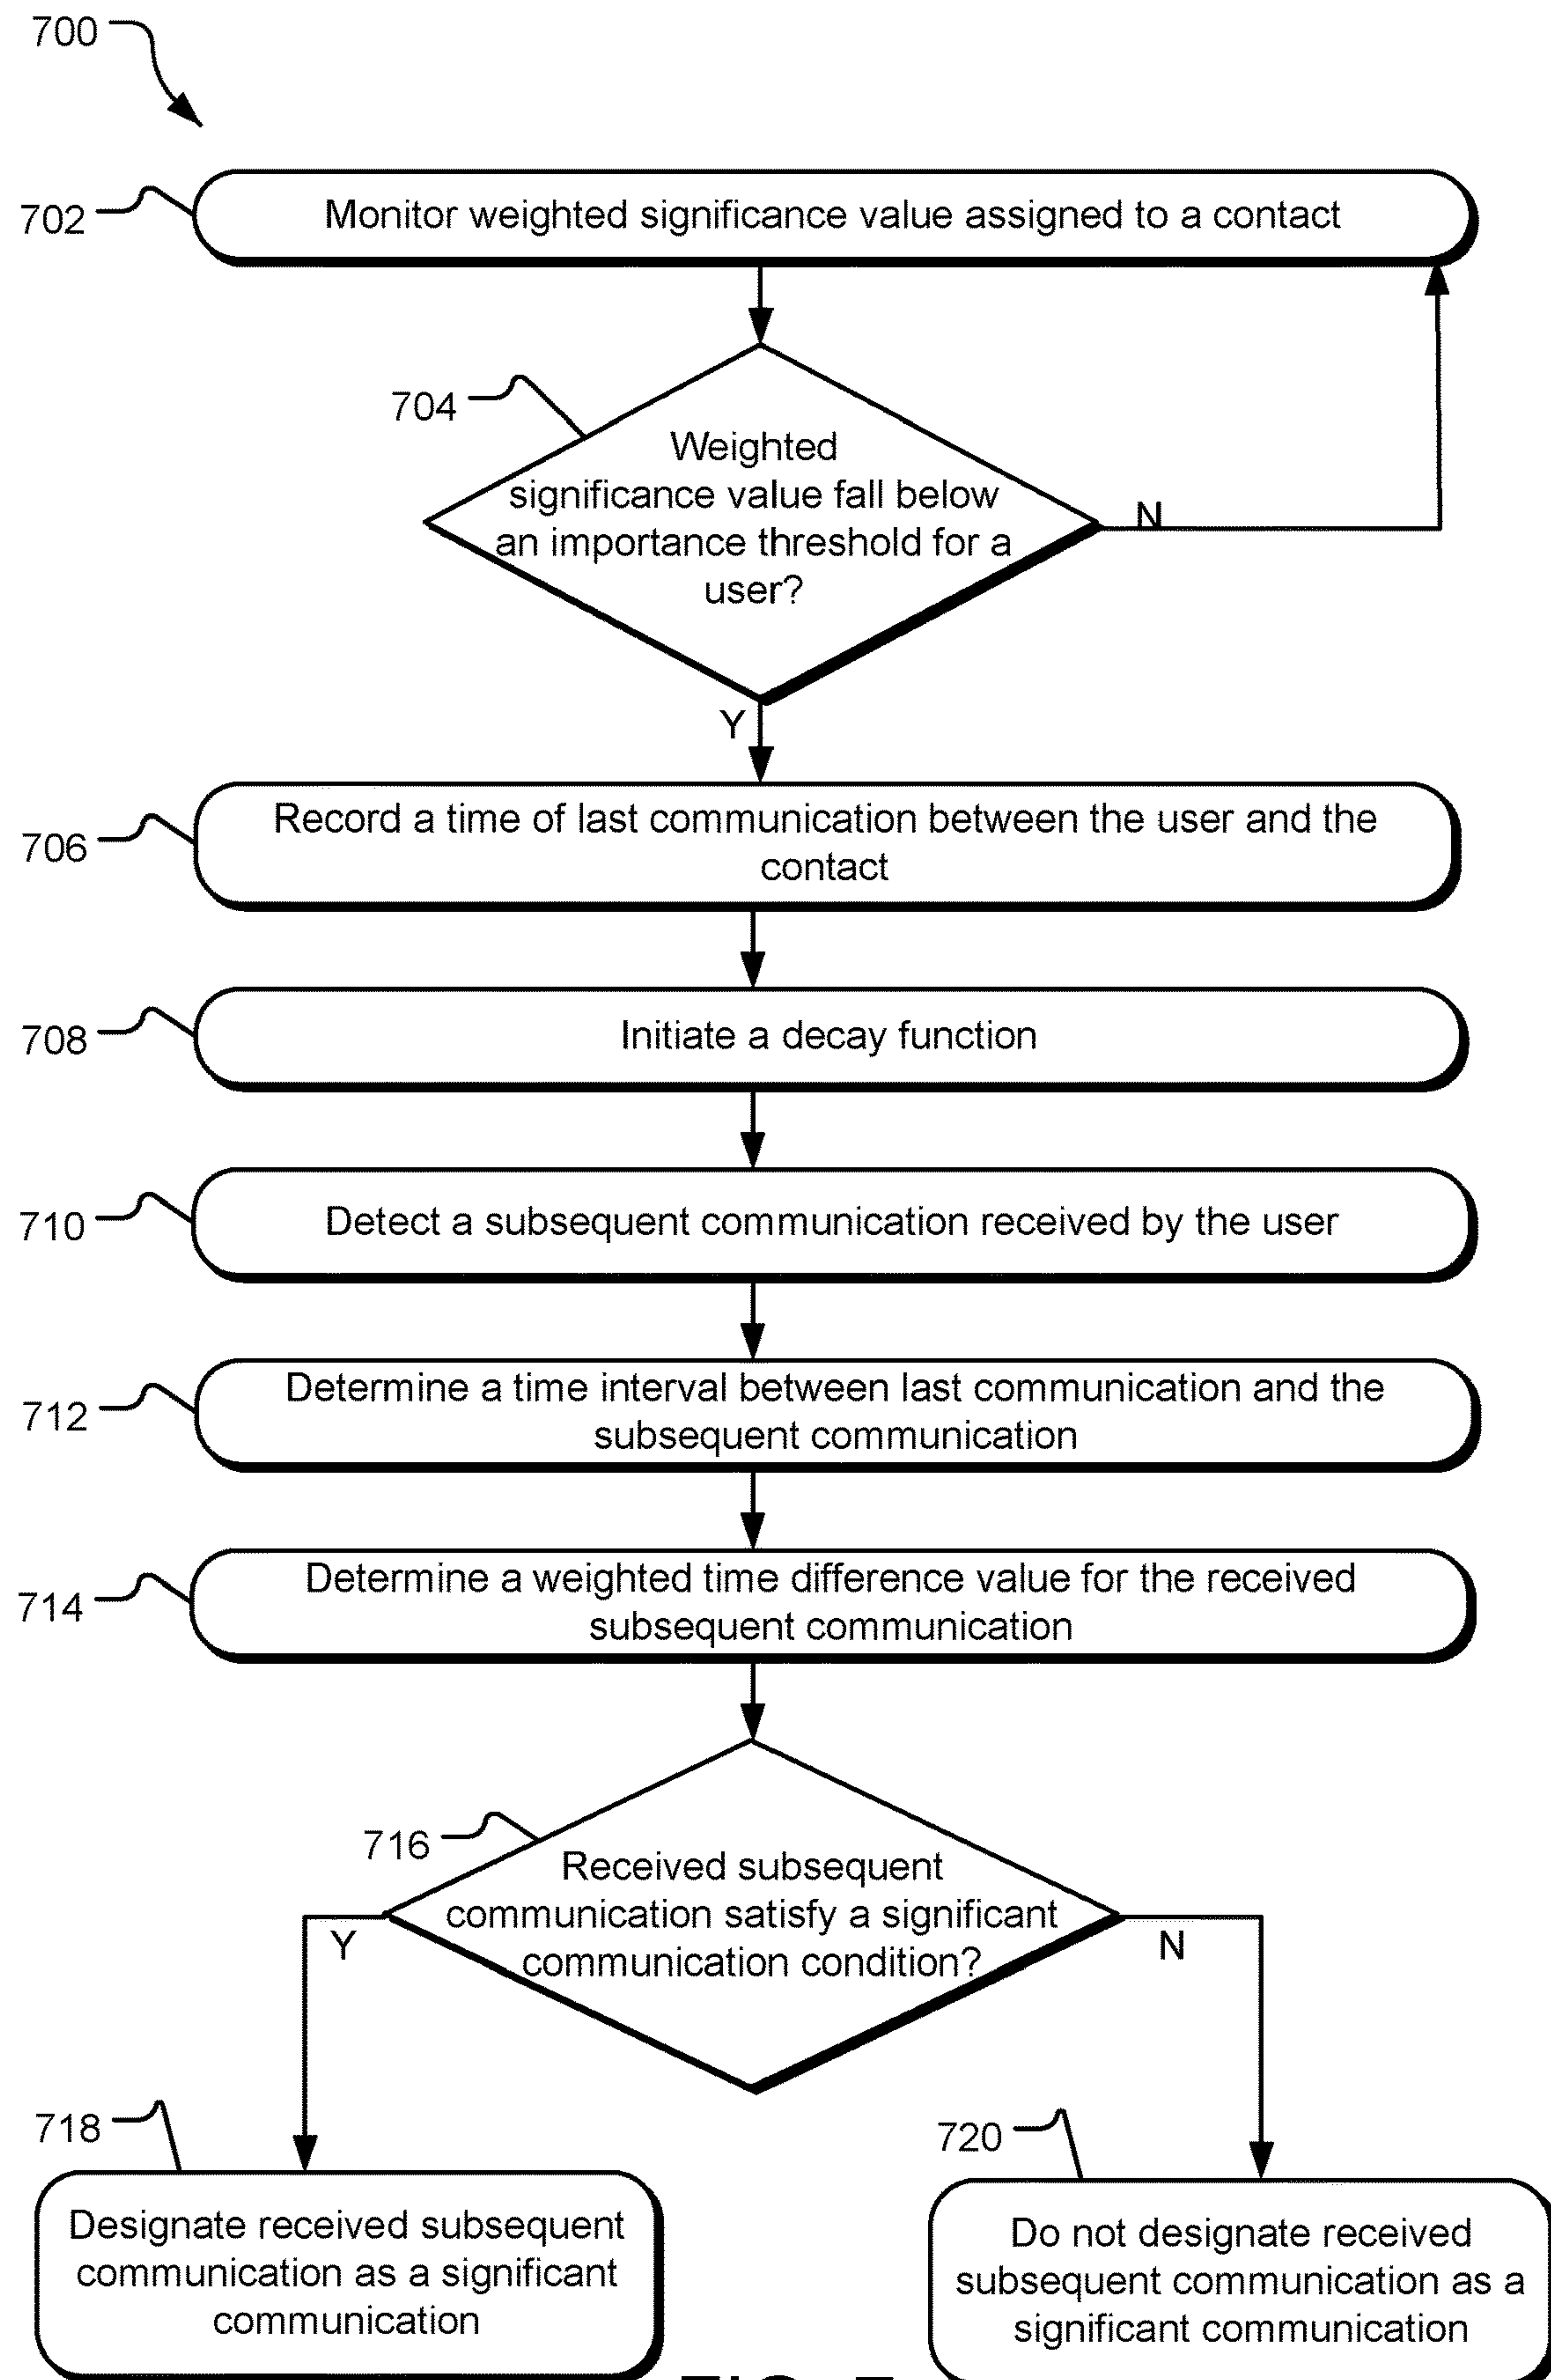 700
702
Monitor weighted significance value assigned to a contact
704
Weighted
significance value fall below
an importance threshold for a
user?
N
Y
706
Record a time of last communication between the user and the
contact
708
Initiate a decay function
710
Detect a subsequent communication received by the user
712
Determine a time interval between last communication and the
subsequent communication
714
Determine a weighted time difference value for the received
subsequent communication
716
Received subsequent
communication satisfy a significant
communication condition?
Y
N
718
Designate received subsequent
communication as a significant
communication
720
Do not designate received
subsequent communication as a
significant communication